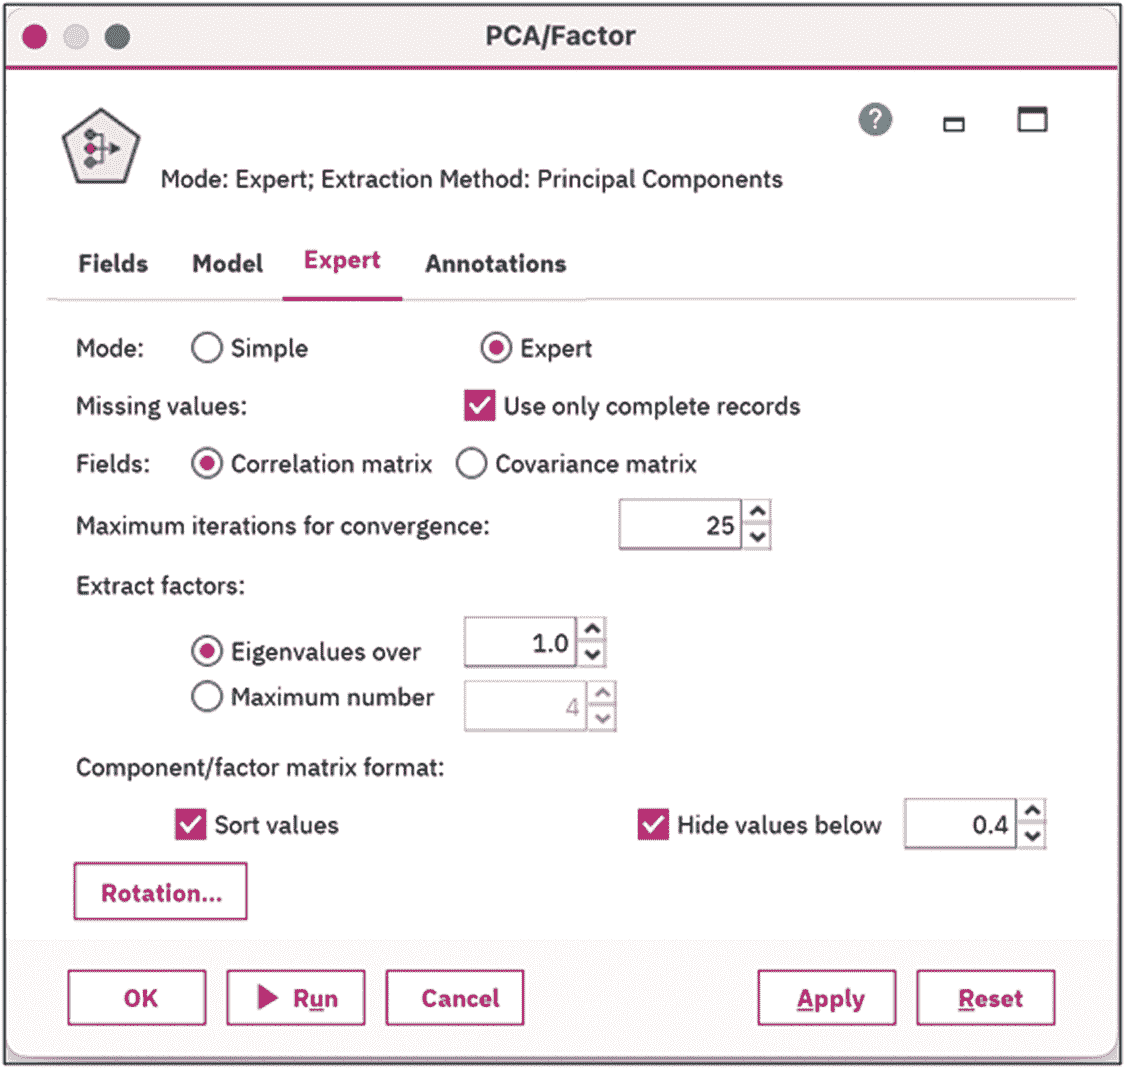 PCA/Factor
?
Mode: Expert; Extraction Method: Principal Components
Fields Model Expert Annotations
Mode: Simple Expert
Missing values: Use only complete records
Fields: Correlation matrix Covariance matrix
Maximum iterations for convergence: 25
Extract factors:
Eigenvalues over 1.0
Maximum number 4
Component/factor matrix format:
Sort values Hide values below 0.4
Rotation...
OK Run Cancel Apply Reset